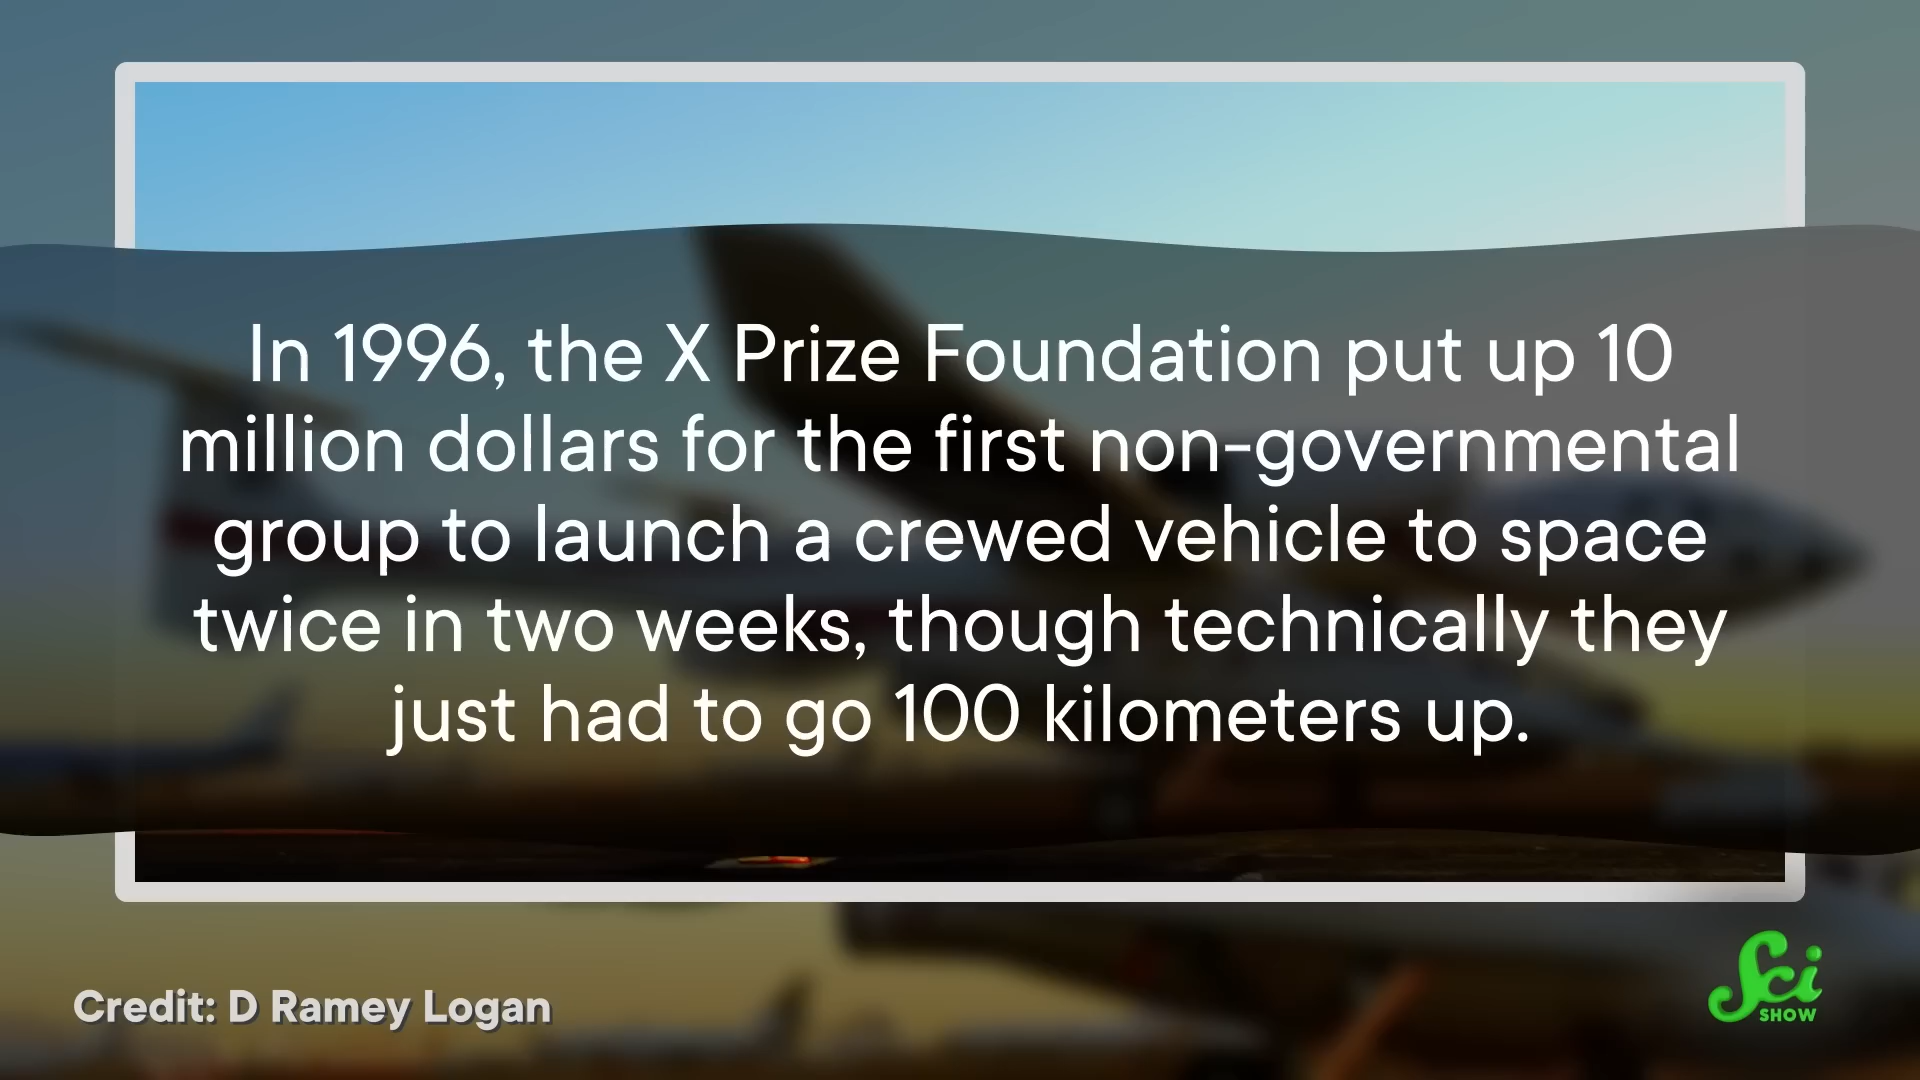 In 1996, the X Prize Foundation put up 10
million dollars for the first non-governmental
group to launch a crewed vehicle to space
twice in two weeks, though technically they
just had to go 100 kilometers up.
Credit: D Ramey Logan
Sci
SHOW